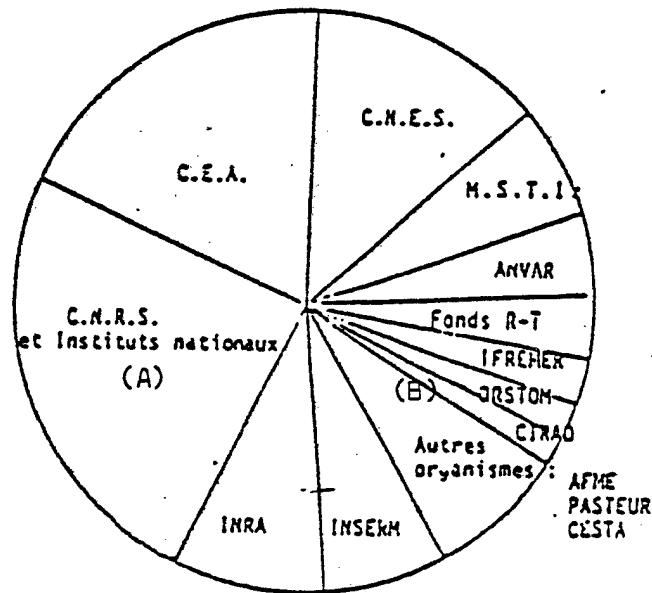 C.N.E.S.
C.E.A.
M.S.T.I :
ANVAR
C.N.R.S.
et Instituts nationaux
(A)
Fonds R-T
IFREMER
(B)
ORSTOM
CIRAD
Autres
organismes :
AFME
PASTEUR
CESTA
INRA
INSERM